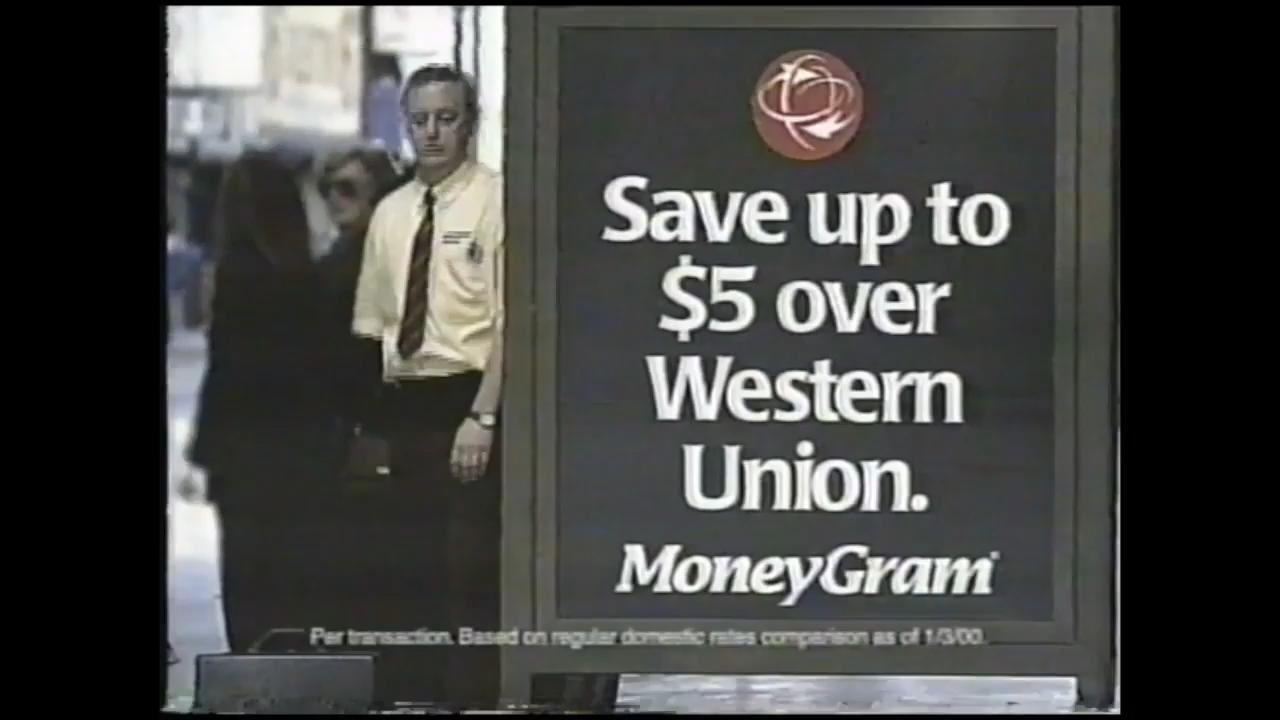 Save up to
$5 over
Western
Union.
MoneyGram
Per transaction. Based on regular domestic rates comparison as of 1/3/00.